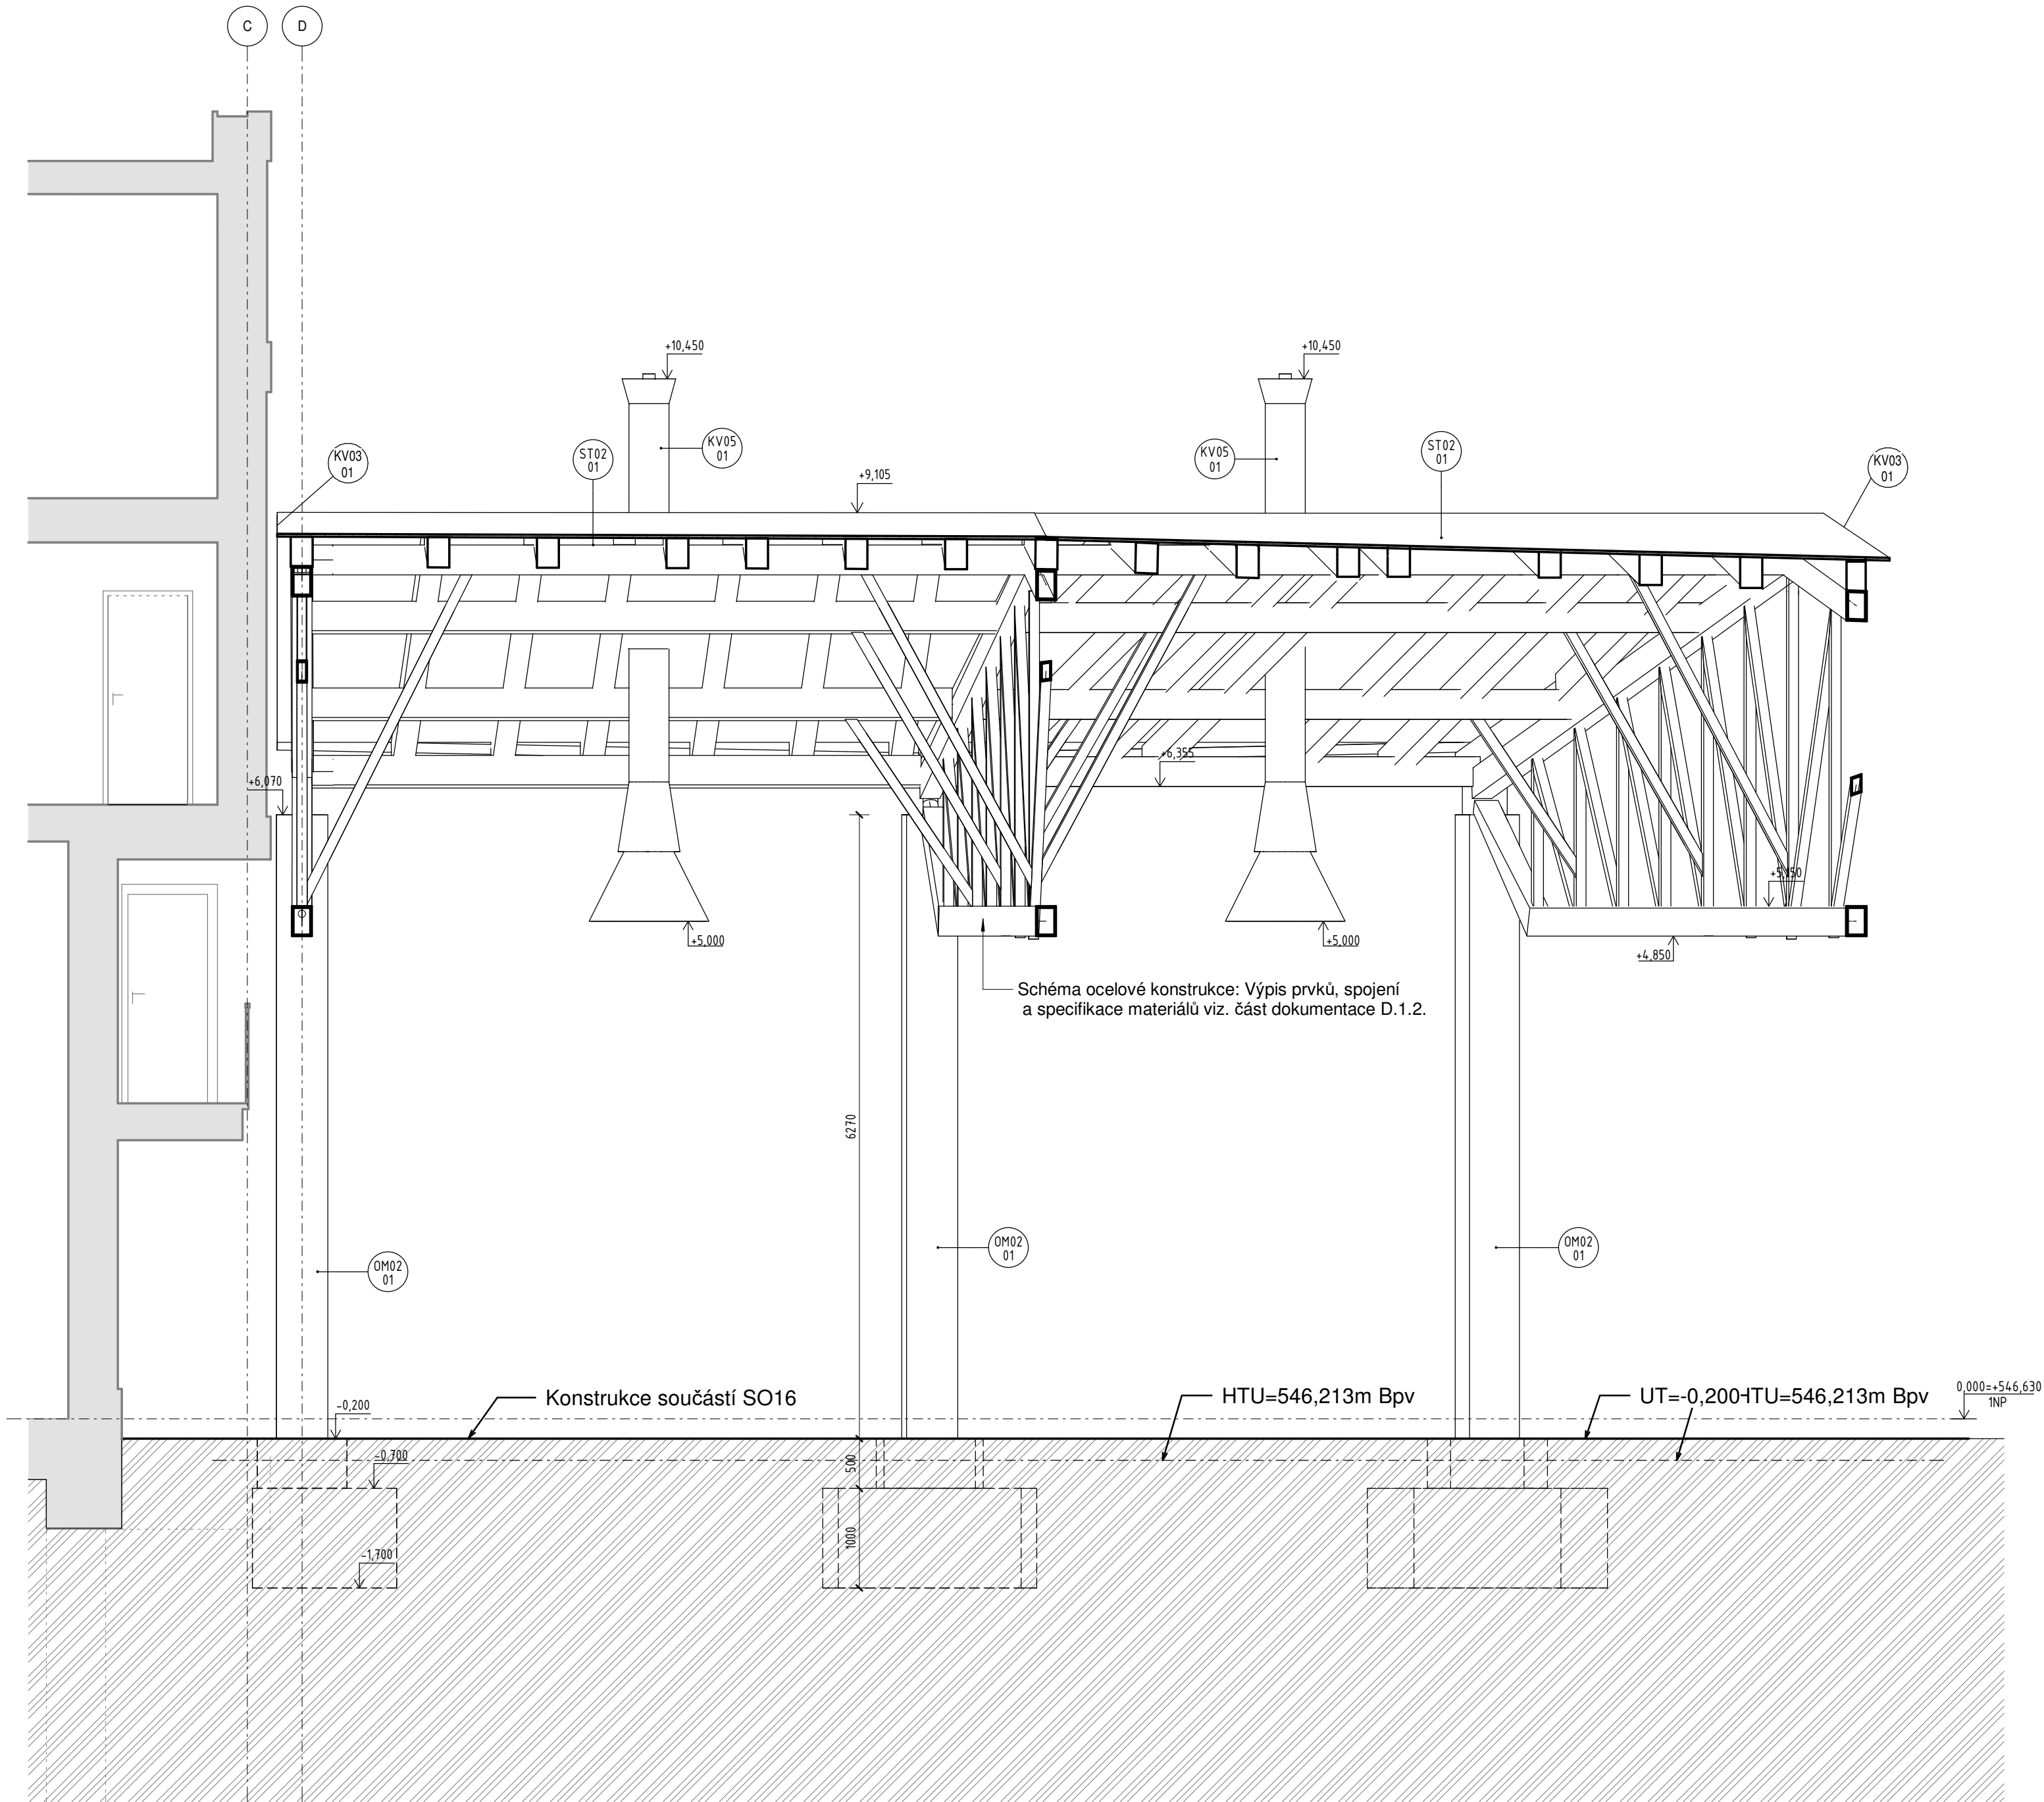 C
D
+10,450
+10,450
KV05
01
ST02
01
KV03
01
KV05
01
ST02
01
KV03
01
+9,105
+6,355
+6,070
+5,150
+5,000
+5,000
+4,850
Schéma ocelové konstrukce: Výpis prvků, spojení
a specifikace materiálů viz. část dokumentace D.1.2.
6270
OM02
01
OM02
01
OM02
01
Konstrukce součástí SO16
HTU=546,213m Bpv
UT=-0,200HTU=546,213m Bpv
0,000=+546,630
1NP
-0,200
-0,700
500
1000
-1,700